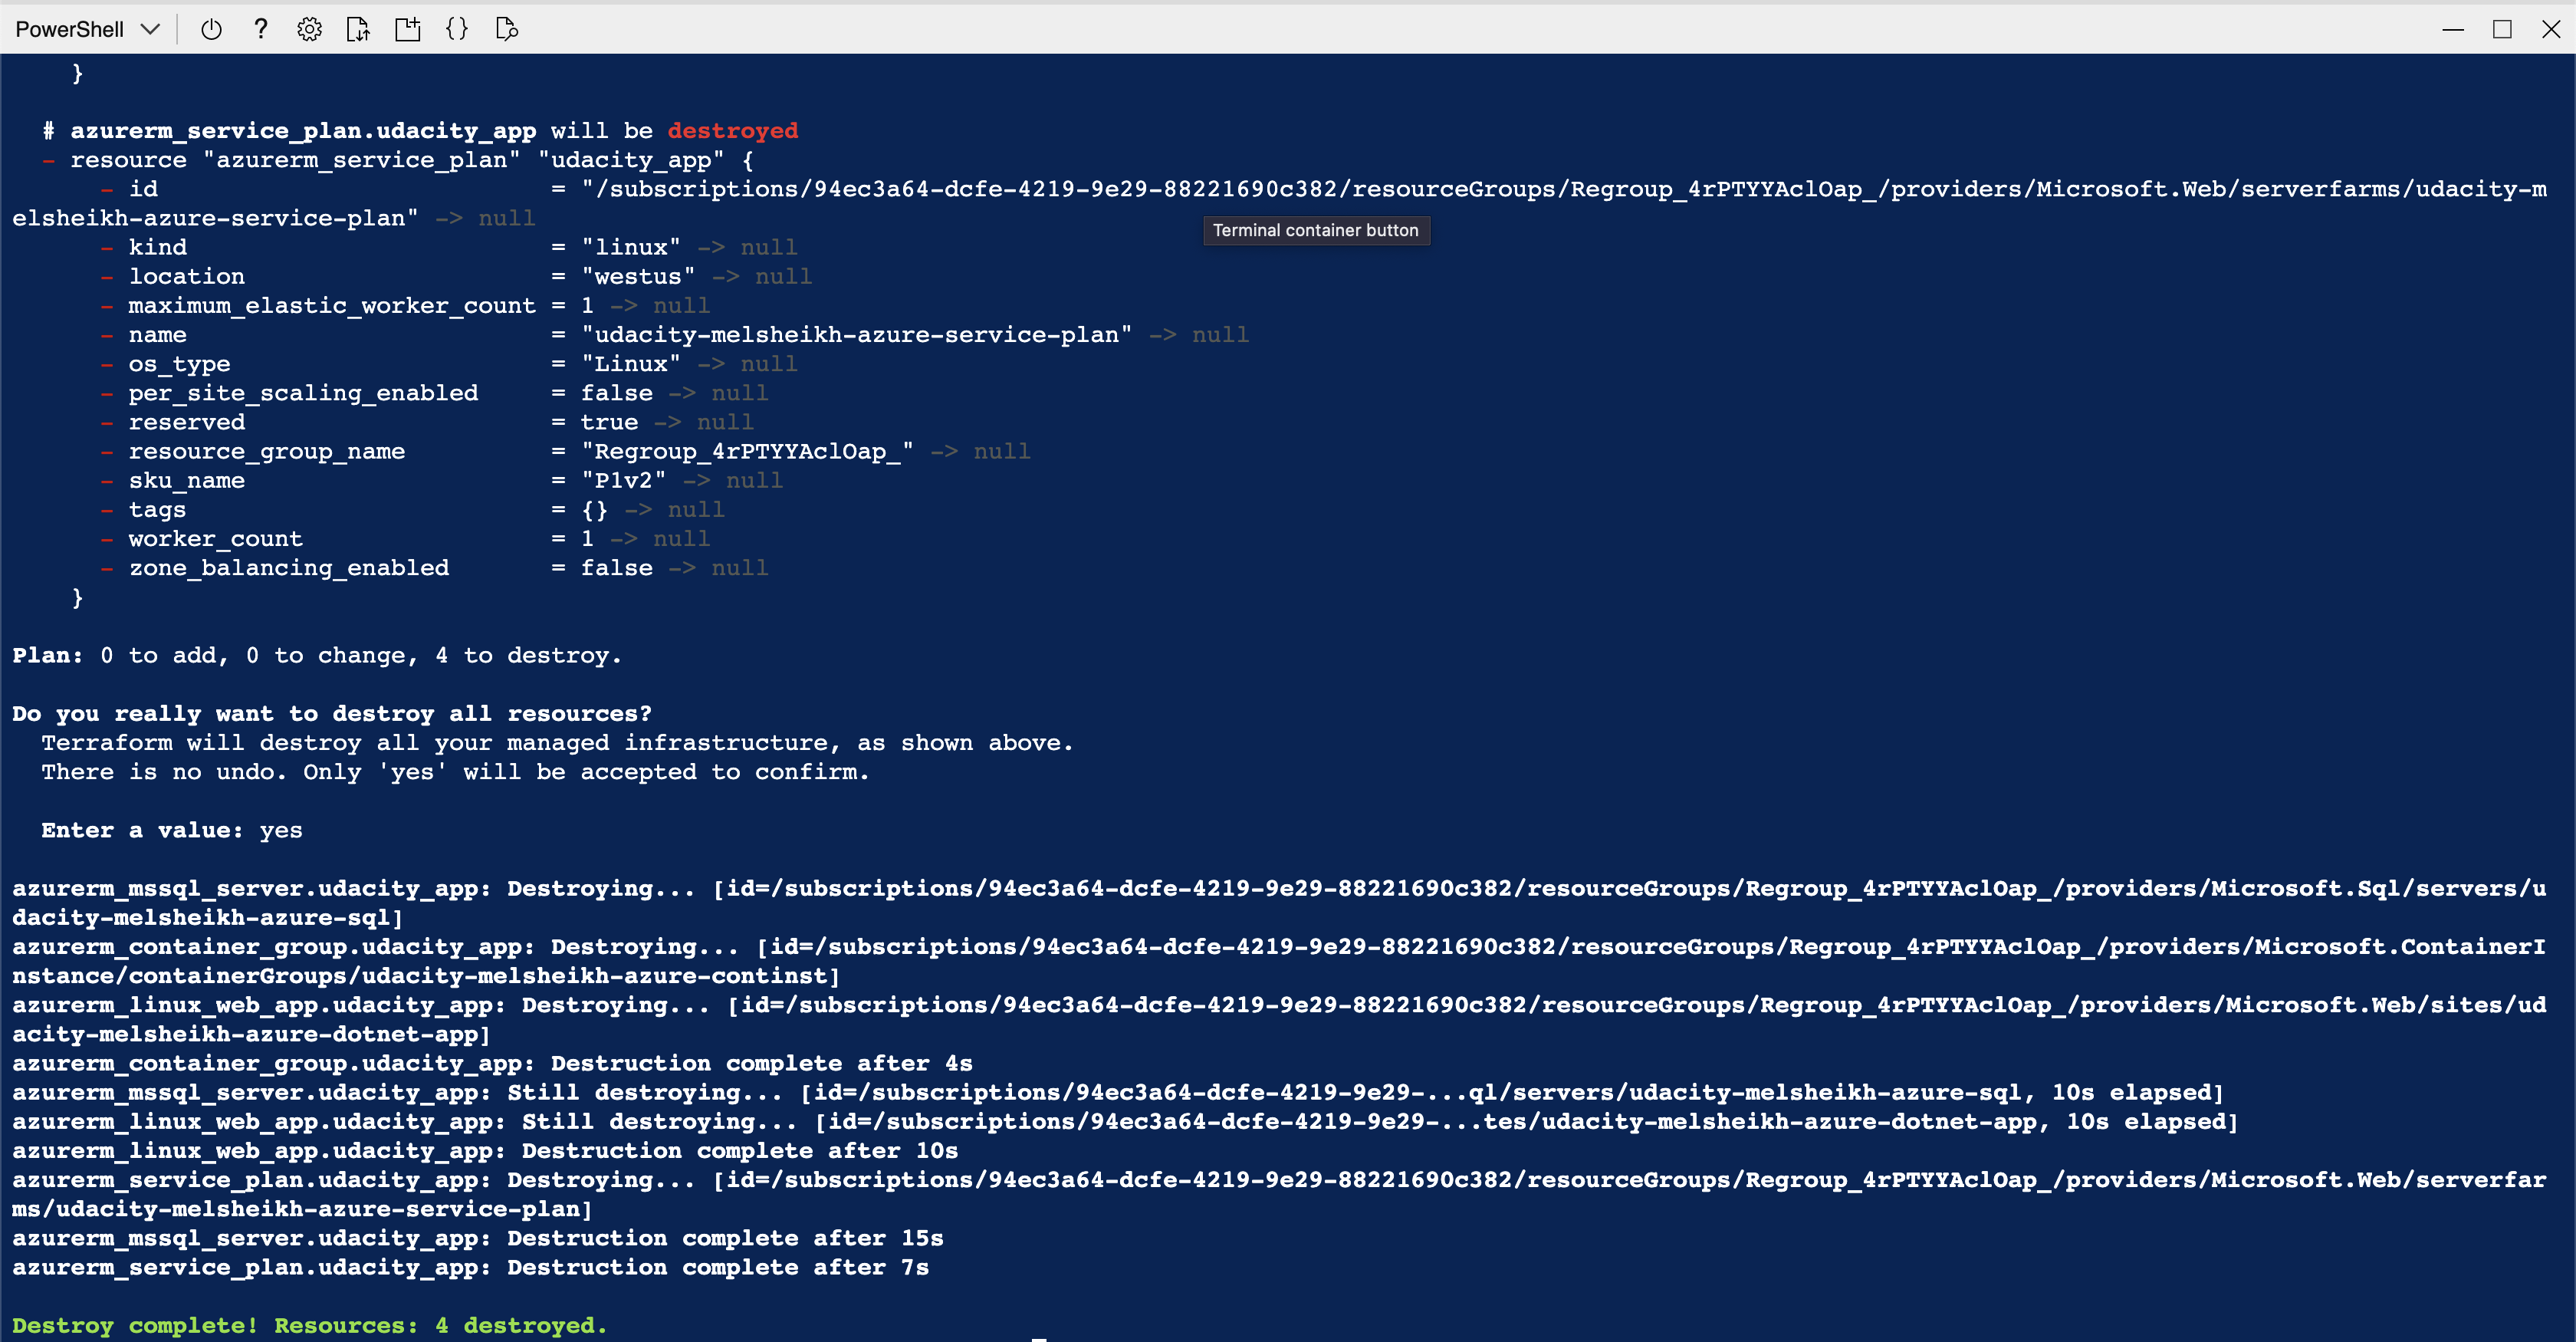 PowerShell
}
# azurerm_service_plan.udacity_app will be destroyed
- resource "azurerm_service_plan" "udacity_app" {
- id = "/subscriptions/94ec3a64-dcfe-4219-9e29-88221690c382/resourceGroups/Regroup_4rPTYYAclOap_/providers/Microsoft.Web/serverfarms/udacity-m
elsheikh-azure-service-plan" -> null
Terminal container button
- kind = "linux" -> null
- location = "westus" -> null
- maximum_elastic_worker_count = 1 -> null
- name = "udacity-melsheikh-azure-service-plan" -> null
- os_type = "Linux" -> null
- per_site_scaling_enabled = false -> null
- reserved = true -> null
- resource_group_name = "Regroup_4rPTYYAclOap_" -> null
- sku_name = "P1v2" -> null
- tags = {} -> null
- worker_count = 1 -> null
- zone_balancing_enabled = false -> null
}
Plan: 0 to add, 0 to change, 4 to destroy.
Do you really want to destroy all resources?
Terraform will destroy all your managed infrastructure, as shown above.
There is no undo. Only 'yes' will be accepted to confirm.
Enter a value: yes
azurerm_mssql_server.udacity_app: Destroying... [id=/subscriptions/94ec3a64-dcfe-4219-9e29-88221690c382/resourceGroups/Regroup_4rPTYYAclOap_/providers/Microsoft.Sql/servers/u
dacity-melsheikh-azure-sql]
azurerm_container_group.udacity_app: Destroying... [id=/subscriptions/94ec3a64-dcfe-4219-9e29-88221690c382/resourceGroups/Regroup_4rPTYYAclOap_/providers/Microsoft.ContainerI
nstance/containerGroups/udacity-melsheikh-azure-continst]
azurerm_linux_web_app.udacity_app: Destroying... [id=/subscriptions/94ec3a64-dcfe-4219-9e29-88221690c382/resourceGroups/Regroup_4rPTYYAclOap_/providers/Microsoft.Web/sites/ud
acity-melsheikh-azure-dotnet-app]
azurerm_container_group.udacity_app: Destruction complete after 4s
azurerm_mssql_server.udacity_app: Still destroying... [id=/subscriptions/94ec3a64-dcfe-4219-9e29-...ql/servers/udacity-melsheikh-azure-sql, 10s elapsed]
azurerm_linux_web_app.udacity_app: Still destroying... [id=/subscriptions/94ec3a64-dcfe-4219-9e29-...tes/udacity-melsheikh-azure-dotnet-app, 10s elapsed]
azurerm_linux_web_app.udacity_app: Destruction complete after 10s
azurerm_service_plan.udacity_app: Destroying... [id=/subscriptions/94ec3a64-dcfe-4219-9e29-88221690c382/resourceGroups/Regroup_4rPTYYAclOap_/providers/Microsoft.Web/serverfar
ms/udacity-melsheikh-azure-service-plan]
azurerm_mssql_server.udacity_app: Destruction complete after 15s
azurerm_service_plan.udacity_app: Destruction complete after 7s
Destroy complete! Resources: 4 destroyed.